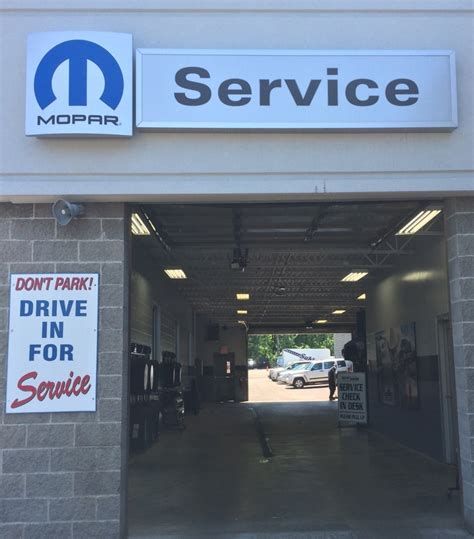 MOPAR
Service
DON'T PARK!
DRIVE
IN
FOR
Service
SERVICE
CHECK
IN DESK